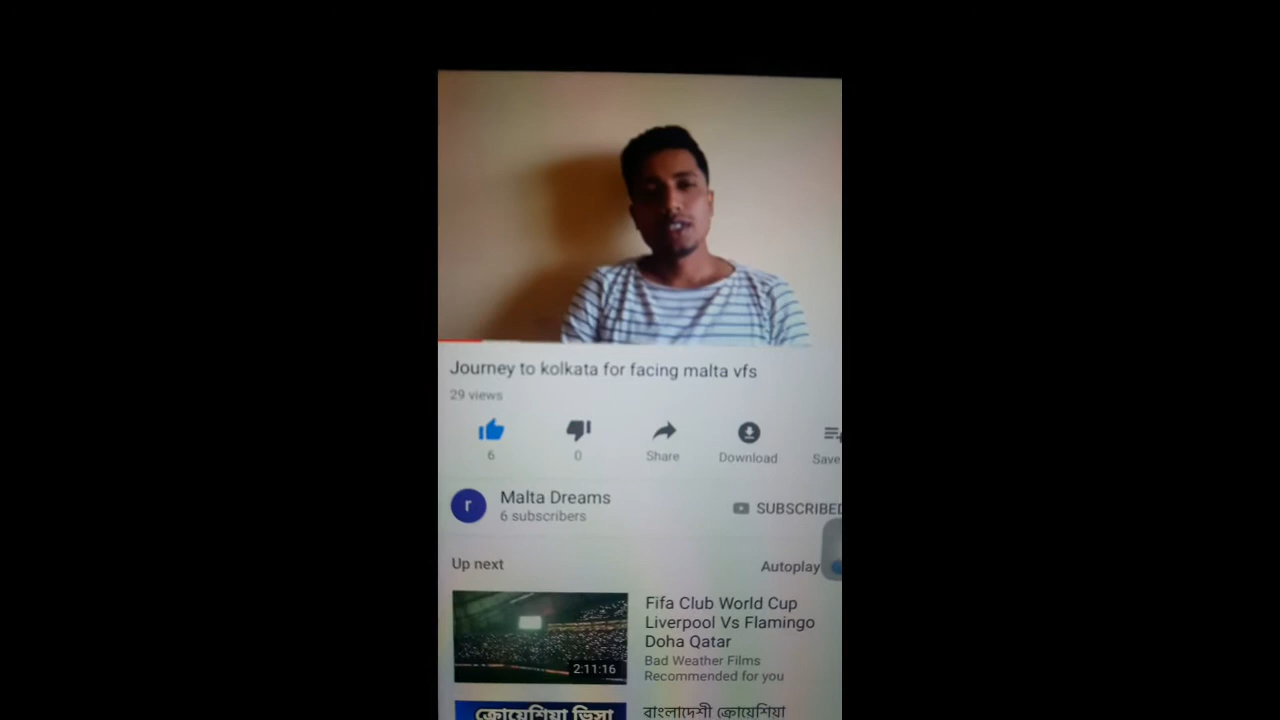 Journey to kolkata for facing malta vfs
29 views
6
0
Share
Download
Save
r
Malta Dreams
6 subscribers
SUBSCRIBED
Up next
Autoplay
Fifa Club World Cup
Liverpool Vs Flamingo
Doha Qatar
2:11:16
Bad Weather Films
Recommended for you
ক্রোয়েশিয়া ভিসা
বাংলাদেশী ক্রোয়েশিয়া